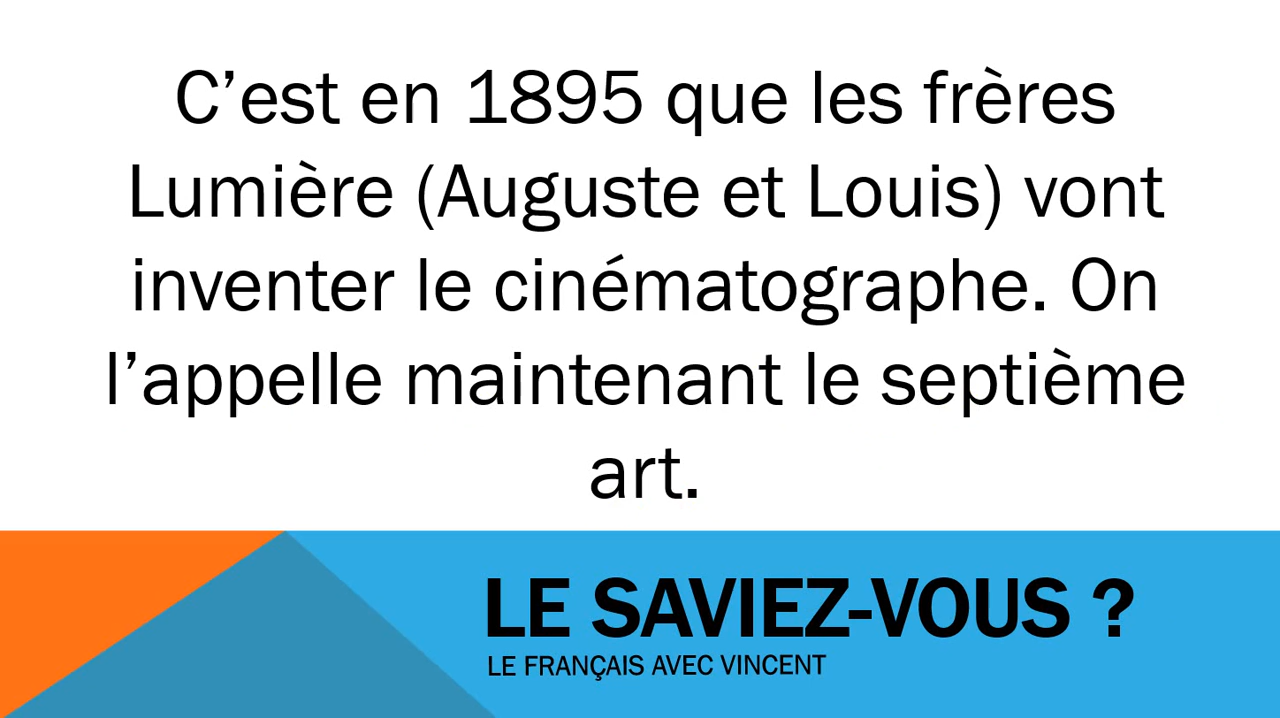 C’est en 1895 que les frères
Lumière (Auguste et Louis) vont
inventer le cinématographe. On
l’appelle maintenant le septième
art.
LE SAVIEZ-VOUS ?
LE FRANÇAIS AVEC VINCENT